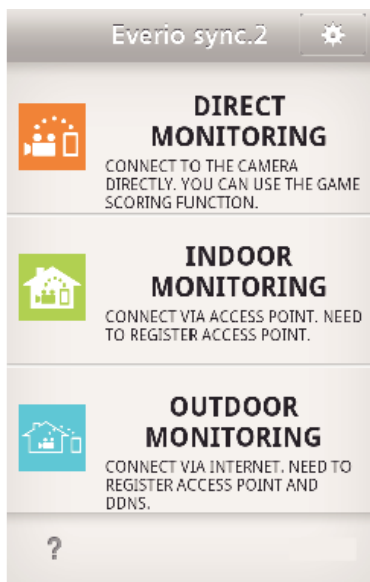 Everio sync.2
DIRECT
MONITORING
CONNECT TO THE CAMERA
DIRECTLY. YOU CAN USE THE GAME
SCORING FUNCTION.
INDOOR
MONITORING
CONNECT VIA ACCESS POINT. NEED
TO REGISTER ACCESS POINT.
OUTDOOR
MONITORING
CONNECT VIA INTERNET. NEED TO
REGISTER ACCESS POINT AND
DDNS.
?